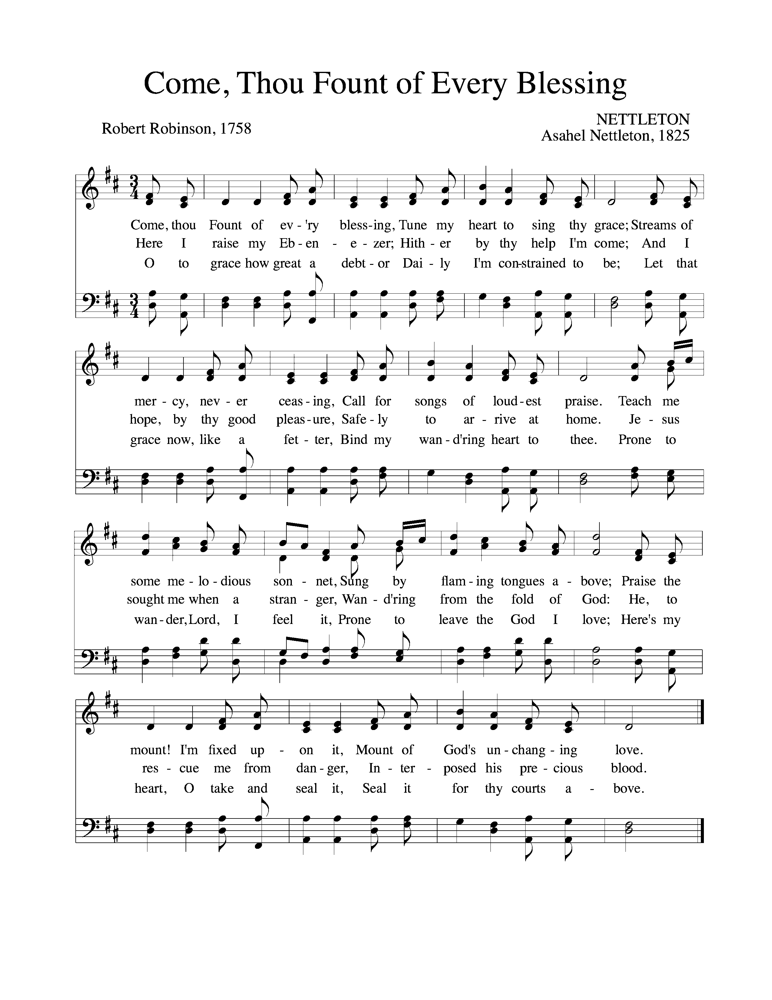 Come, Thou Fount of Every Blessing
NETTLETON
Robert Robinson, 1758
Asahel Nettleton, 1825
3 4
Come, thou Fount of ev - 'ry bless - ing, Tune my heart to sing thy grace; Streams of
Here I raise my Eb - en - e - zer; Hith - er by thy help I'm come; And I
O to grace how great a debt - or Dai - ly I'm con - strained to be; Let that
3 4
mer - cy, nev - er ceas - ing, Call for songs of loud - est praise. Teach me
hope, by thy good pleas - ure, Safe - ly to ar - rive at home. Je - sus
grace now, like a fet - ter, Bind my wan - d'ring heart to thee. Prone to
some me - lo - dious son - net, Sung by flam - ing tongues a - bove; Praise the
sought me when a stran - ger, Wan - d'ring from the fold of God: He, to
wan - der, Lord, I feel it, Prone to leave the God I love; Here's my
mount! I'm fixed up - on it, Mount of God's un - chang - ing love.
res - cue me from dan - ger, In - ter - posed his pre - cious blood.
heart, O take and seal it, Seal it for thy courts a - bove.